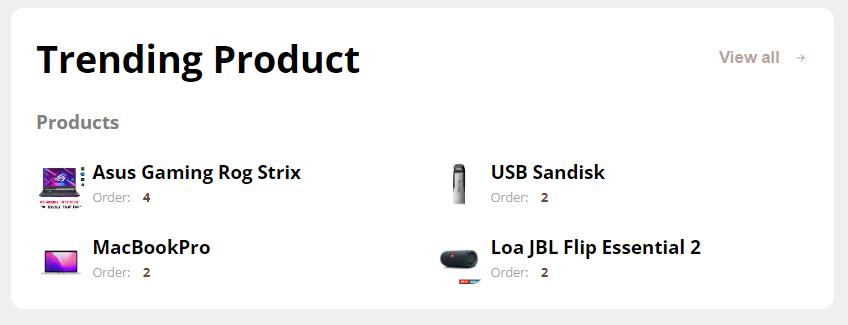 Trending Product
View all →
Products
Asus Gaming Rog Strix
Order: 4
USB Sandisk
Order: 2
MacBookPro
Order: 2
Loa JBL Flip Essential 2
Order: 2